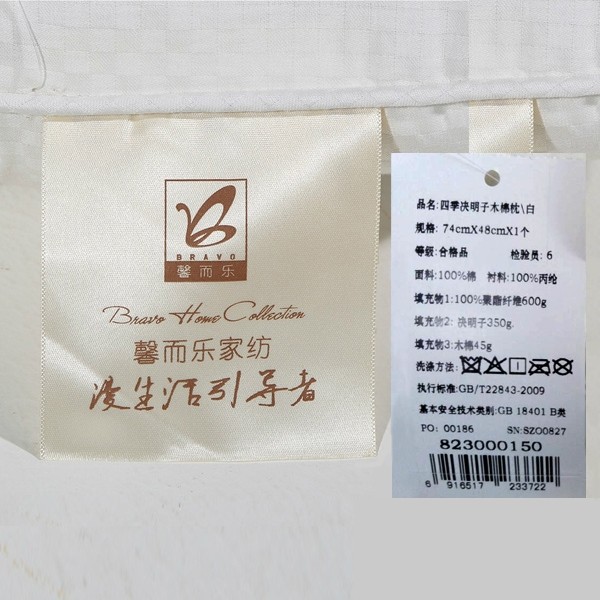 BRAVO
馨而乐
Bravo Home Collection
馨而乐家纺
慢生活引导者
品名:四季决明子木棉枕\白
规格: 74cmX48cmX1个
等级:合格品 检验员: 6
面料:100%棉 衬料:100%丙纶
填充物1:100%聚酯纤维600g
填充物2: 决明子350g.
填充物3:木棉45g
洗涤方法:
执行标准:GB/T22843-2009
基本安全技术类别:GB 18401 B类
PO: 00186 SN:SZO0827
823000150
6 916517 233722